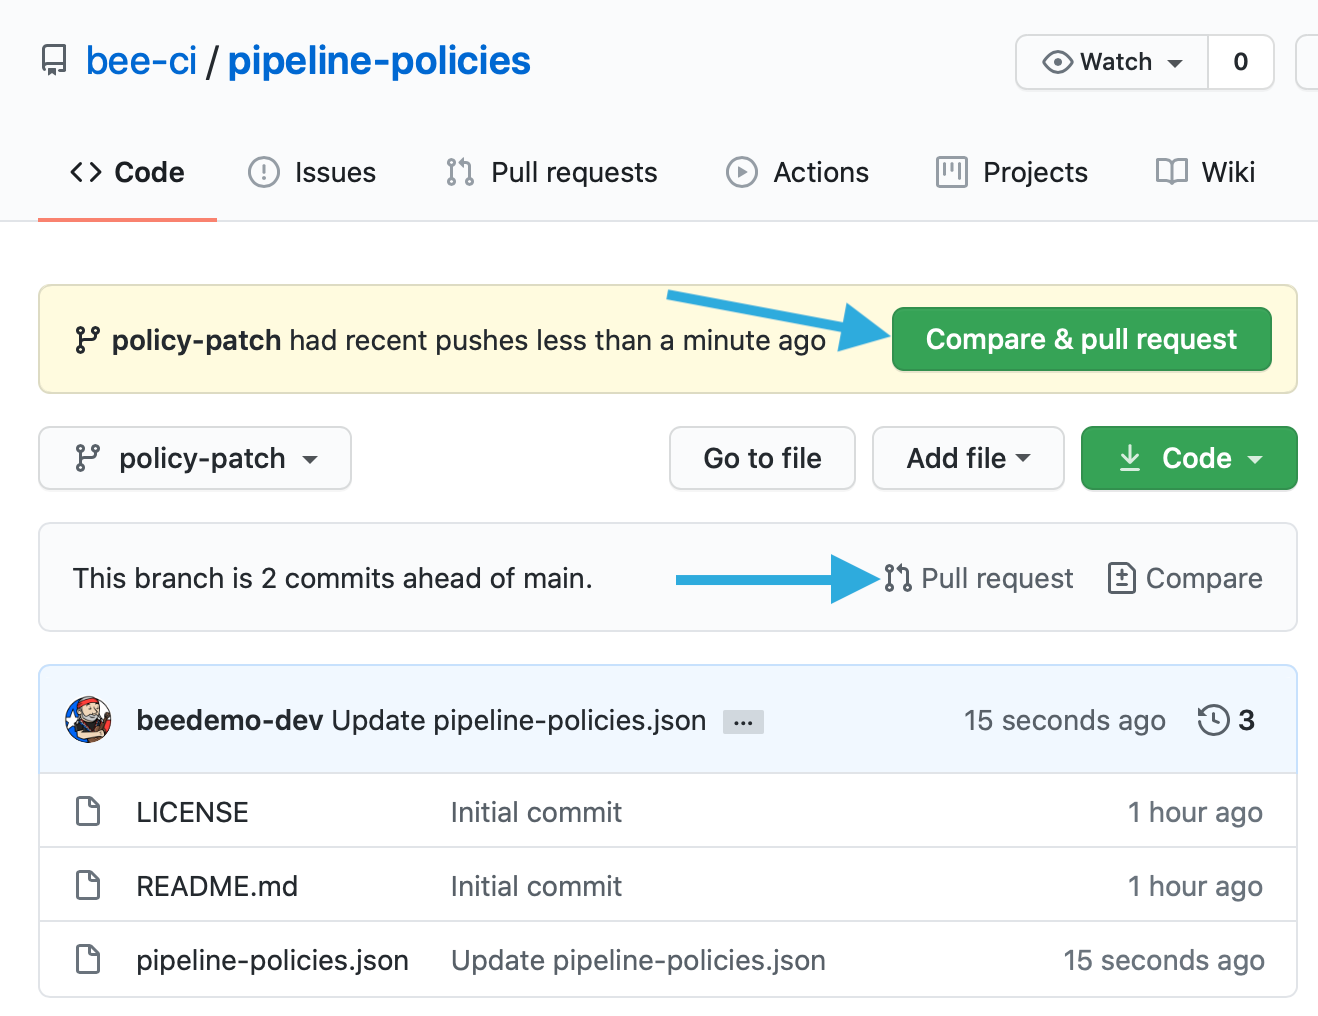 bee-ci / pipeline-policies
Watch 0
Code Issues Pull requests Actions Projects Wiki
policy-patch had recent pushes less than a minute ago Compare & pull request
policy-patch Go to file Add file Code
This branch is 2 commits ahead of main. Pull request Compare
beedemo-dev Update pipeline-policies.json ... 15 seconds ago 3
LICENSE Initial commit 1 hour ago
README.md Initial commit 1 hour ago
pipeline-policies.json Update pipeline-policies.json 15 seconds ago